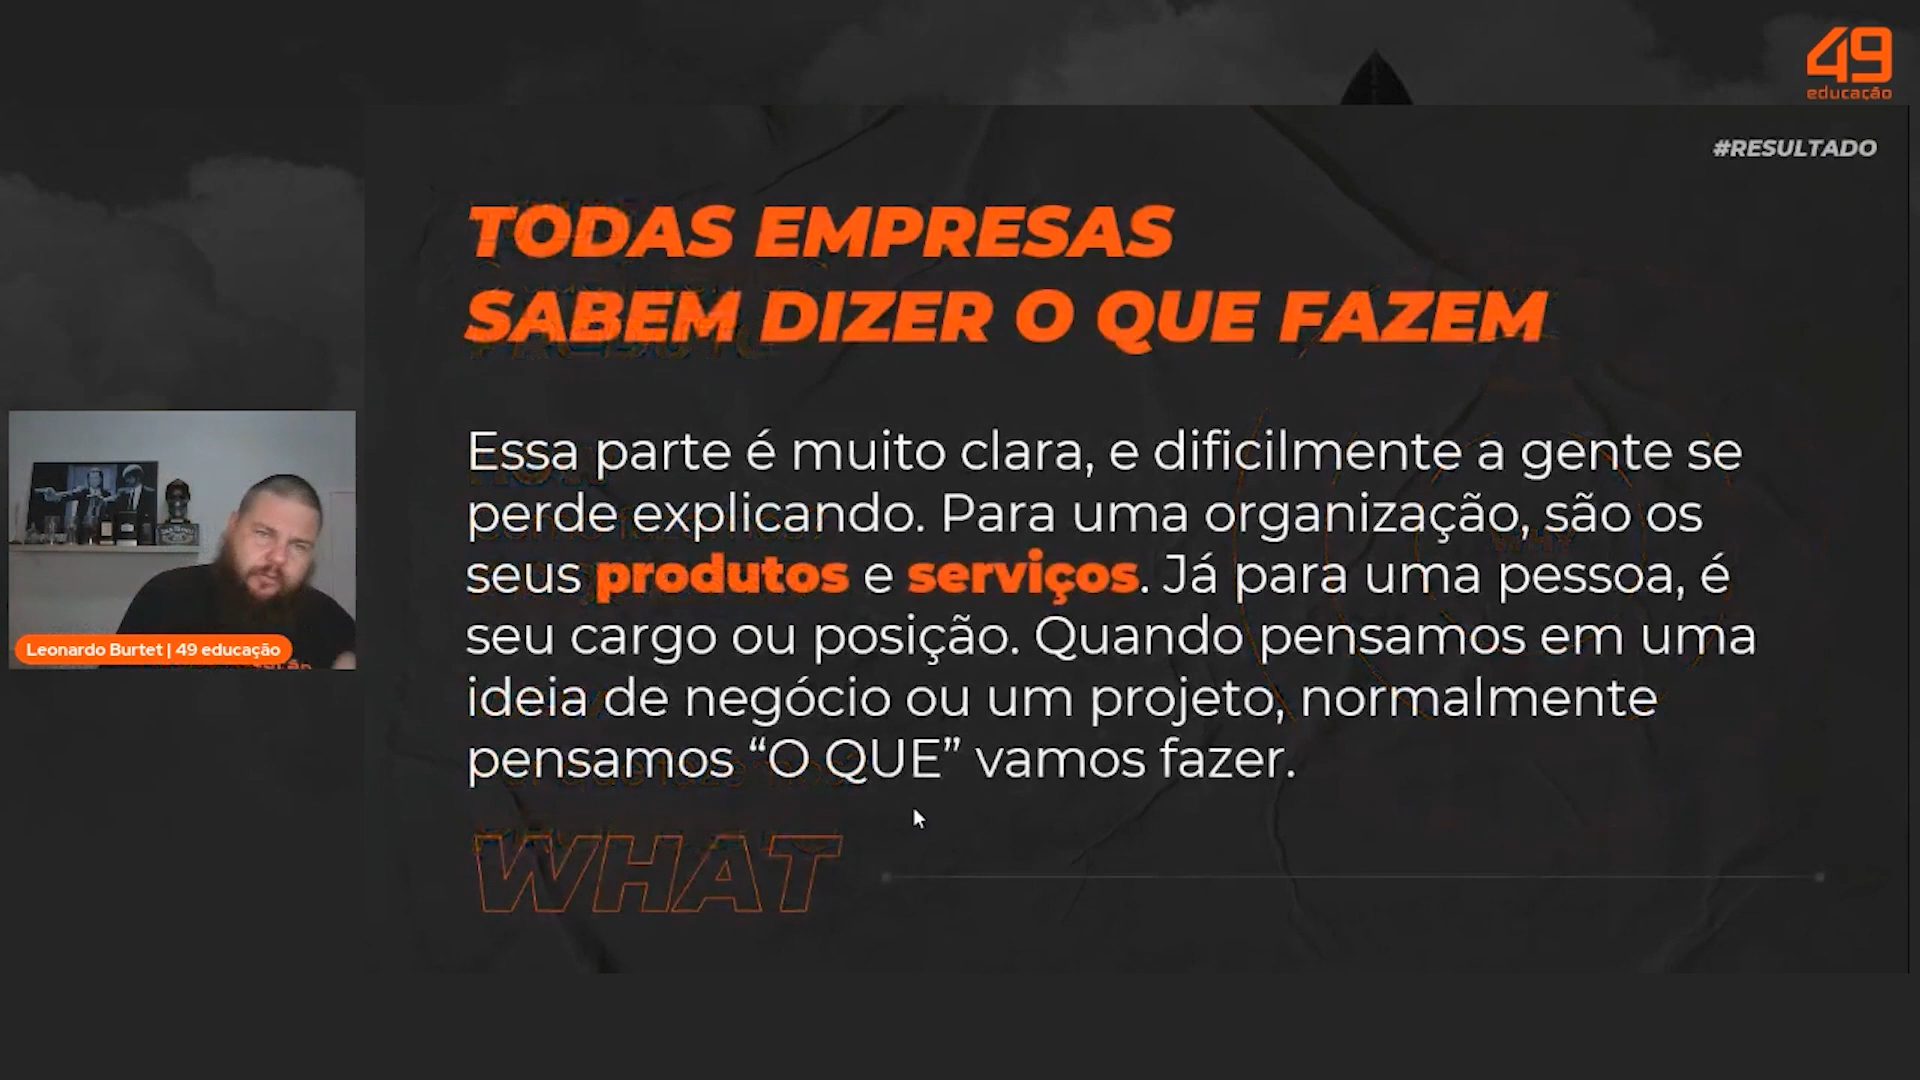 49
educação
#RESULTADO
TODAS EMPRESAS
SABEM DIZER O QUE FAZEM
Essa parte é muito clara, e dificilmente a gente se
perde explicando. Para uma organização, são os
seus produtos e serviços. Já para uma pessoa, é
seu cargo ou posição. Quando pensamos em uma
ideia de negócio ou um projeto, normalmente
pensamos “O QUE” vamos fazer.
Leonardo Burtet | 49 educação
WHAT